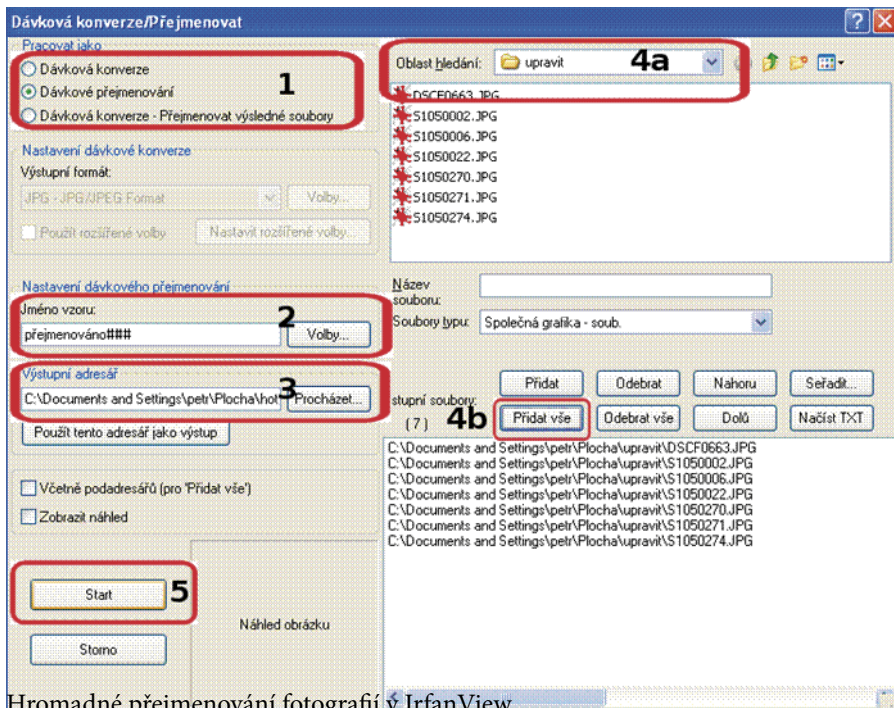 Dávková konverze/Přejmenovat
Pracovat jako
Dávková konverze
Dávkové přejmenování
Dávková konverze - Přejmenovat výsledné soubory
1
Nastavení dávkové konverze
Výstupní formát:
JPG - JPG/JPEG Format
Volby...
Použít rozšířené volby
Nastavit rozšířené volby
Nastavení dávkového přejmenování
Jméno vzoru:
2
přejmenováno###
Volby...
Výstupní adresář
3
C:\Documents and Settings\petr\Plocha\hot
Procházet...
Použít tento adresář jako výstup
Včetně podadresářů (pro 'Přidat vše')
Zobrazit náhled
Start
5
Storno
Náhled obrázku
Oblast hledání:
upravit
4a
DSCF0663.JPG
S1050002.JPG
S1050006.JPG
S1050022.JPG
S1050270.JPG
S1050271.JPG
S1050274.JPG
Název
souboru:
Soubory typu:
Společná grafika - soub.
Přidat
Odebrat
Nahoru
Seřadit...
stupní soubory:
(7)
4b
Přidat vše
Odebrat vše
Dolů
Načíst TXT
C:\Documents and Settings\petr\Plocha\upravit\DSCF0663.JPG
C:\Documents and Settings\petr\Plocha\upravit\S1050002.JPG
C:\Documents and Settings\petr\Plocha\upravit\S1050006.JPG
C:\Documents and Settings\petr\Plocha\upravit\S1050022.JPG
C:\Documents and Settings\petr\Plocha\upravit\S1050270.JPG
C:\Documents and Settings\petr\Plocha\upravit\S1050271.JPG
C:\Documents and Settings\petr\Plocha\upravit\S1050274.JPG
Hromadné přejmenování fotografií v IrfanView